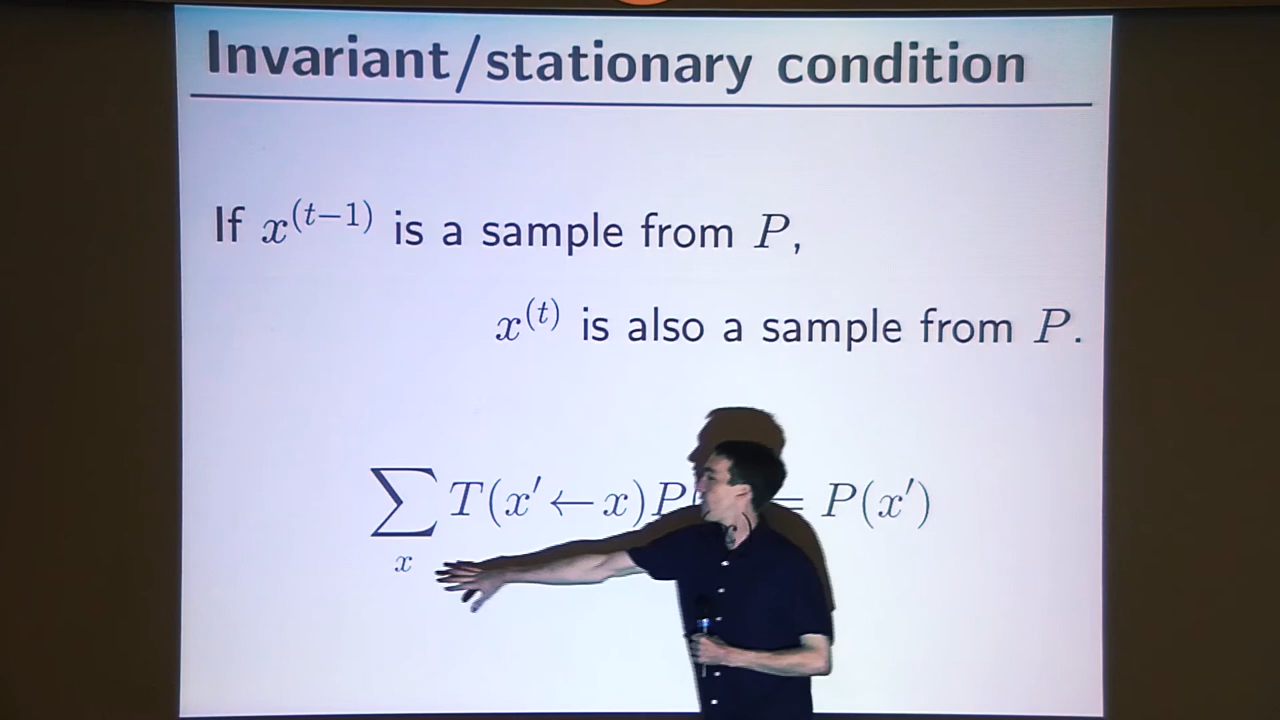 Invariant/stationary condition
If x^(t−1) is a sample from P,
x^(t) is also a sample from P.
∑_x T(x′←x)P( = P(x′)